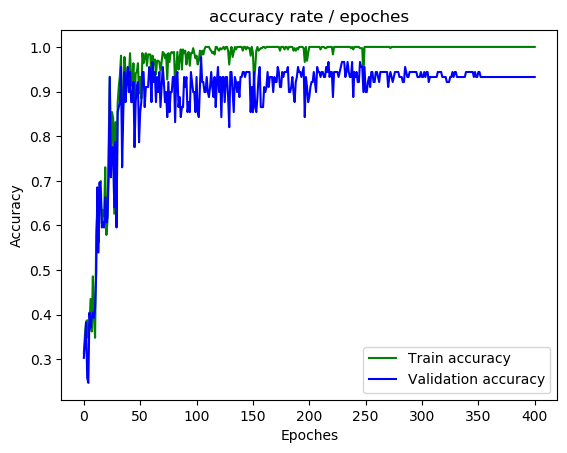 accuracy rate / epoches
1.0
0.9
0.8
0.7
0.6
0.5
0.4
0.3
Accuracy
0 50 100 150 200 250 300 350 400
Epoches
Train accuracy
Validation accuracy